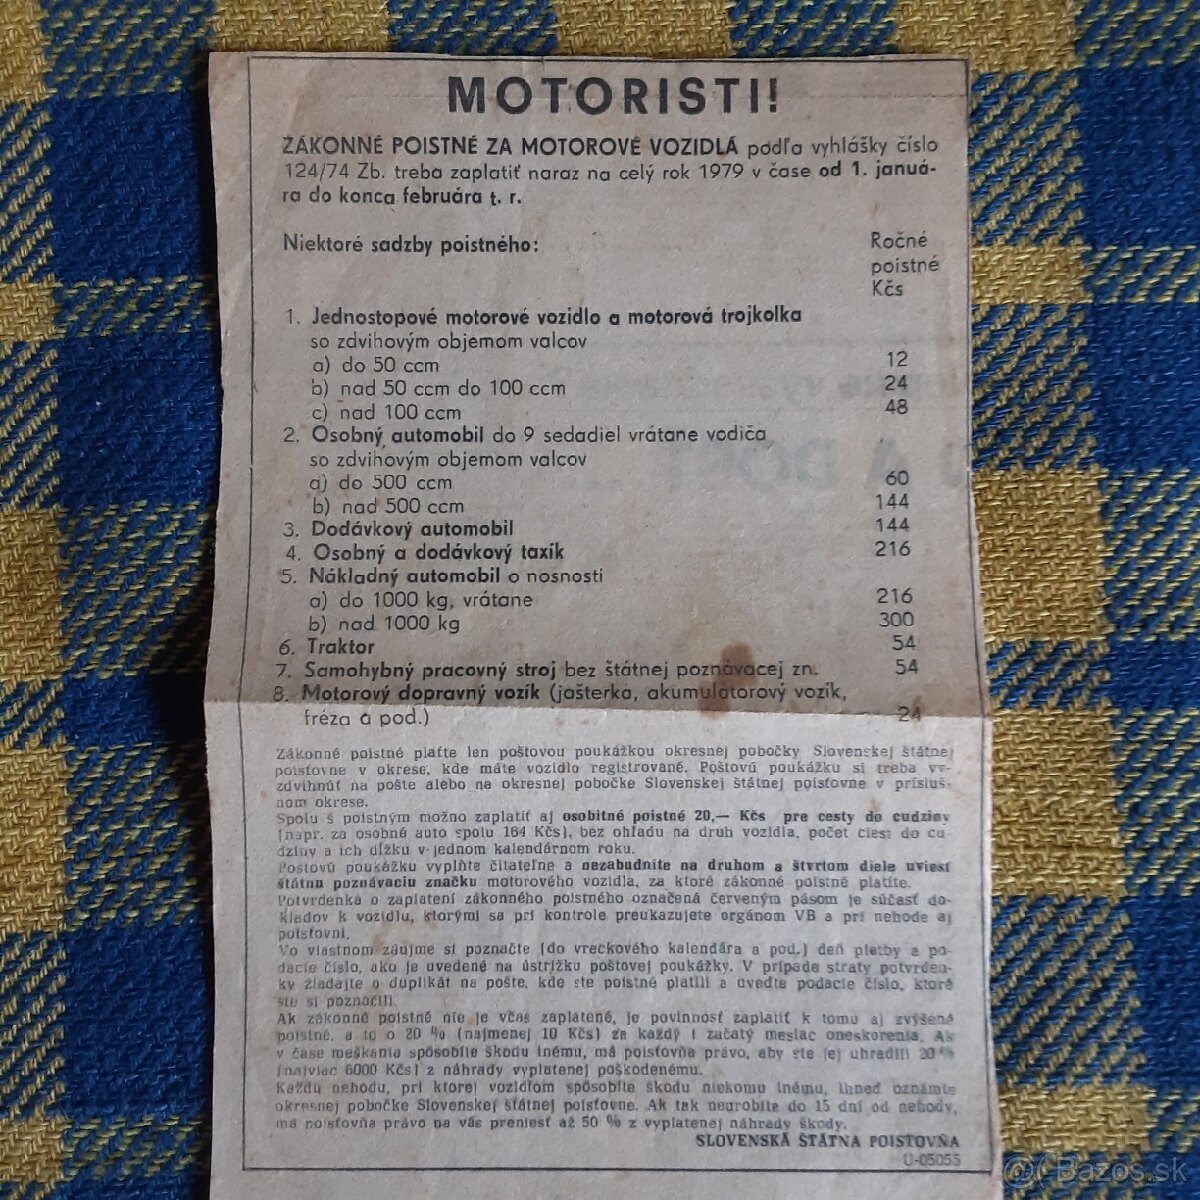 MOTORISTI!
ZÁKONNÉ POISTNÉ ZA MOTOROVÉ VOZIDLÁ podľa vyhlášky číslo
124/74 Zb. treba zaplatiť naraz na celý rok 1979 v čase od 1. januá-
ra do konca februára t. r.
Niektoré sadzby poistného:
Ročné
poistné
Kčs
1. Jednostopové motorové vozidlo a motorová trojkolka
so zdvihovým objemom valcov
a) do 50 ccm 12
b) nad 50 ccm do 100 ccm 24
c) nad 100 ccm 48
2. Osobný automobil do 9 sedadiel vrátane vodiča
so zdvihovým objemom valcov
a) do 500 ccm 60
b) nad 500 ccm 144
3. Dodávkový automobil 144
4. Osobný a dodávkový taxík 216
5. Nákladný automobil o nosnosti
a) do 1000 kg, vrátane 216
b) nad 1000 kg 300
6. Traktor 54
7. Samohybný pracovný stroj bez štátnej poznávacej zn. 54
8. Motorový dopravný vozík (jašterka, akumulátorový vozík,
fréza a pod.) 24
Zákonné poistné plaťte len poštovou poukážkou okresnej pobočky Slovenskej štátnej
poisťovne v okrese, kde máte vozidlo registrované. Poštovú poukážku si treba vy-
zdvihnúť na pošte alebo na okresnej pobočke Slovenskej štátnej poisťovne v prísluš-
nom okrese.
Spolu s poistným možno zaplatiť aj osobitné poistné 20,— Kčs pre cesty do cudziny
(napr. za osobné auto spolu 164 Kčs), bez ohľadu na druh vozidla, počet ciest do cu-
dziny a ich dĺžku v jednom kalendárnom roku.
Poštovú poukážku vyplňte čitateľne a nezabudnite na druhom a štvrtom diele uviesť
štátnu poznávaciu značku motorového vozidla, za ktoré zákonné poistné platíte.
Potvrdenka o zaplatení zákonného poistného označená červeným pásom je súčasť do-
kladov k vozidlu, ktorými sa pri kontrole preukazujete orgánom VB a pri nehode aj
poisťovni.
Vo vlastnom záujme si poznačte (do vreckového kalendára a pod.) deň platby a po-
dacie číslo, ako je uvedené na ústrižku poštovej poukážky. V prípade straty potvrden-
ky žiadajte o duplikát na pošte, kde ste poistné platili a uveďte podacie číslo, ktoré
ste si poznačili.
Ak zákonné poistné nie je včas zaplatené, je povinnosť zaplatiť k tomu aj zvýšené
poistné, a to o 20 % (najmenej 10 Kčs) za každý i začatý mesiac oneskorenia. Ak
v čase meškania spôsobíte škodu inému, má poisťovňa právo, aby ste jej uhradili 20 %
(najviac 6000 Kčs) z náhrady vyplatenej poškodenému.
Každú nehodu, pri ktorej vozidlom spôsobíte škodu niekomu inému, ihneď oznámte
okresnej pobočke Slovenskej štátnej poisťovne. Ak tak neurobíte do 15 dní od nehody,
má poisťovňa právo na vás preniesť až 50 % z vyplatenej náhrady škody.
SLOVENSKÁ ŠTÁTNA POISŤOVŇA
U-05055
Bazos.sk